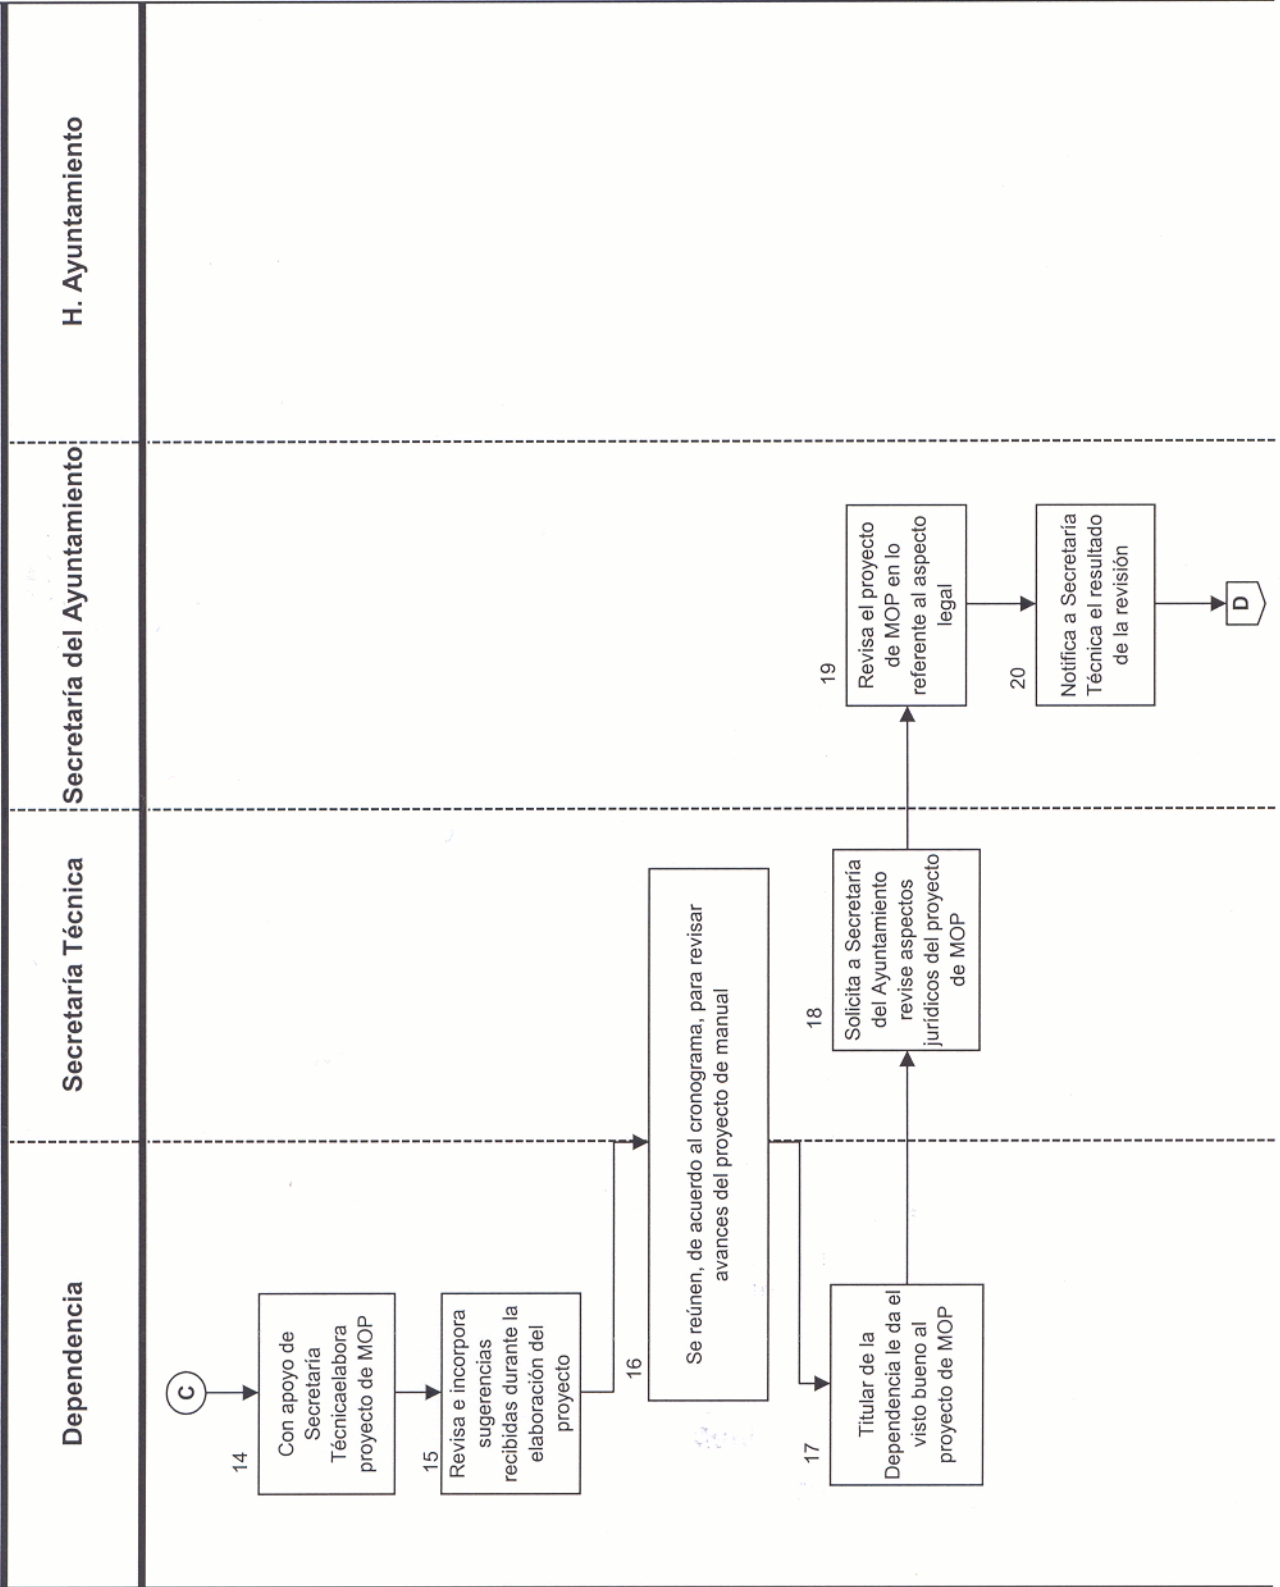 Dependencia
Secretaría Técnica
Secretaría del Ayuntamiento
H. Ayuntamiento
C
14
Con apoyo de
Secretaría
Técnicaelabora
proyecto de MOP
15
Revisa e incorpora
sugerencias
recibidas durante la
elaboración del
proyecto
16
Se reúnen, de acuerdo al cronograma, para revisar
avances del proyecto de manual
17
Titular de la
Dependencia le da el
visto bueno al
proyecto de MOP
18
Solicita a Secretaría
del Ayuntamiento
revise aspectos
jurídicos del proyecto
de MOP
19
Revisa el proyecto
de MOP en lo
referente al aspecto
legal
20
Notifica a Secretaría
Técnica el resultado
de la revisión
D